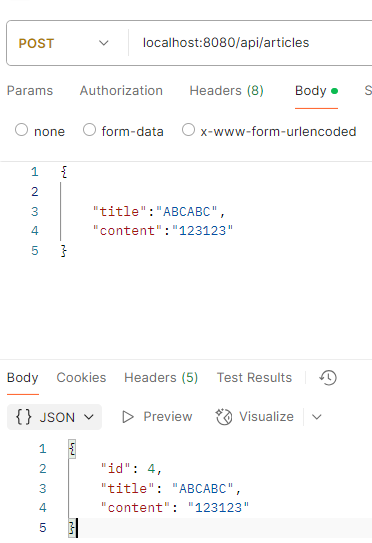 POST localhost:8080/api/articles
Params Authorization Headers (8) Body S
none form-data x-www-form-urlencoded
1 {
2
3 "title":"ABCABC",
4 "content":"123123"
5 }
Body Cookies Headers (5) Test Results
{} JSON Preview Visualize
1 {
2 "id": 4,
3 "title": "ABCABC",
4 "content": "123123"
5 }